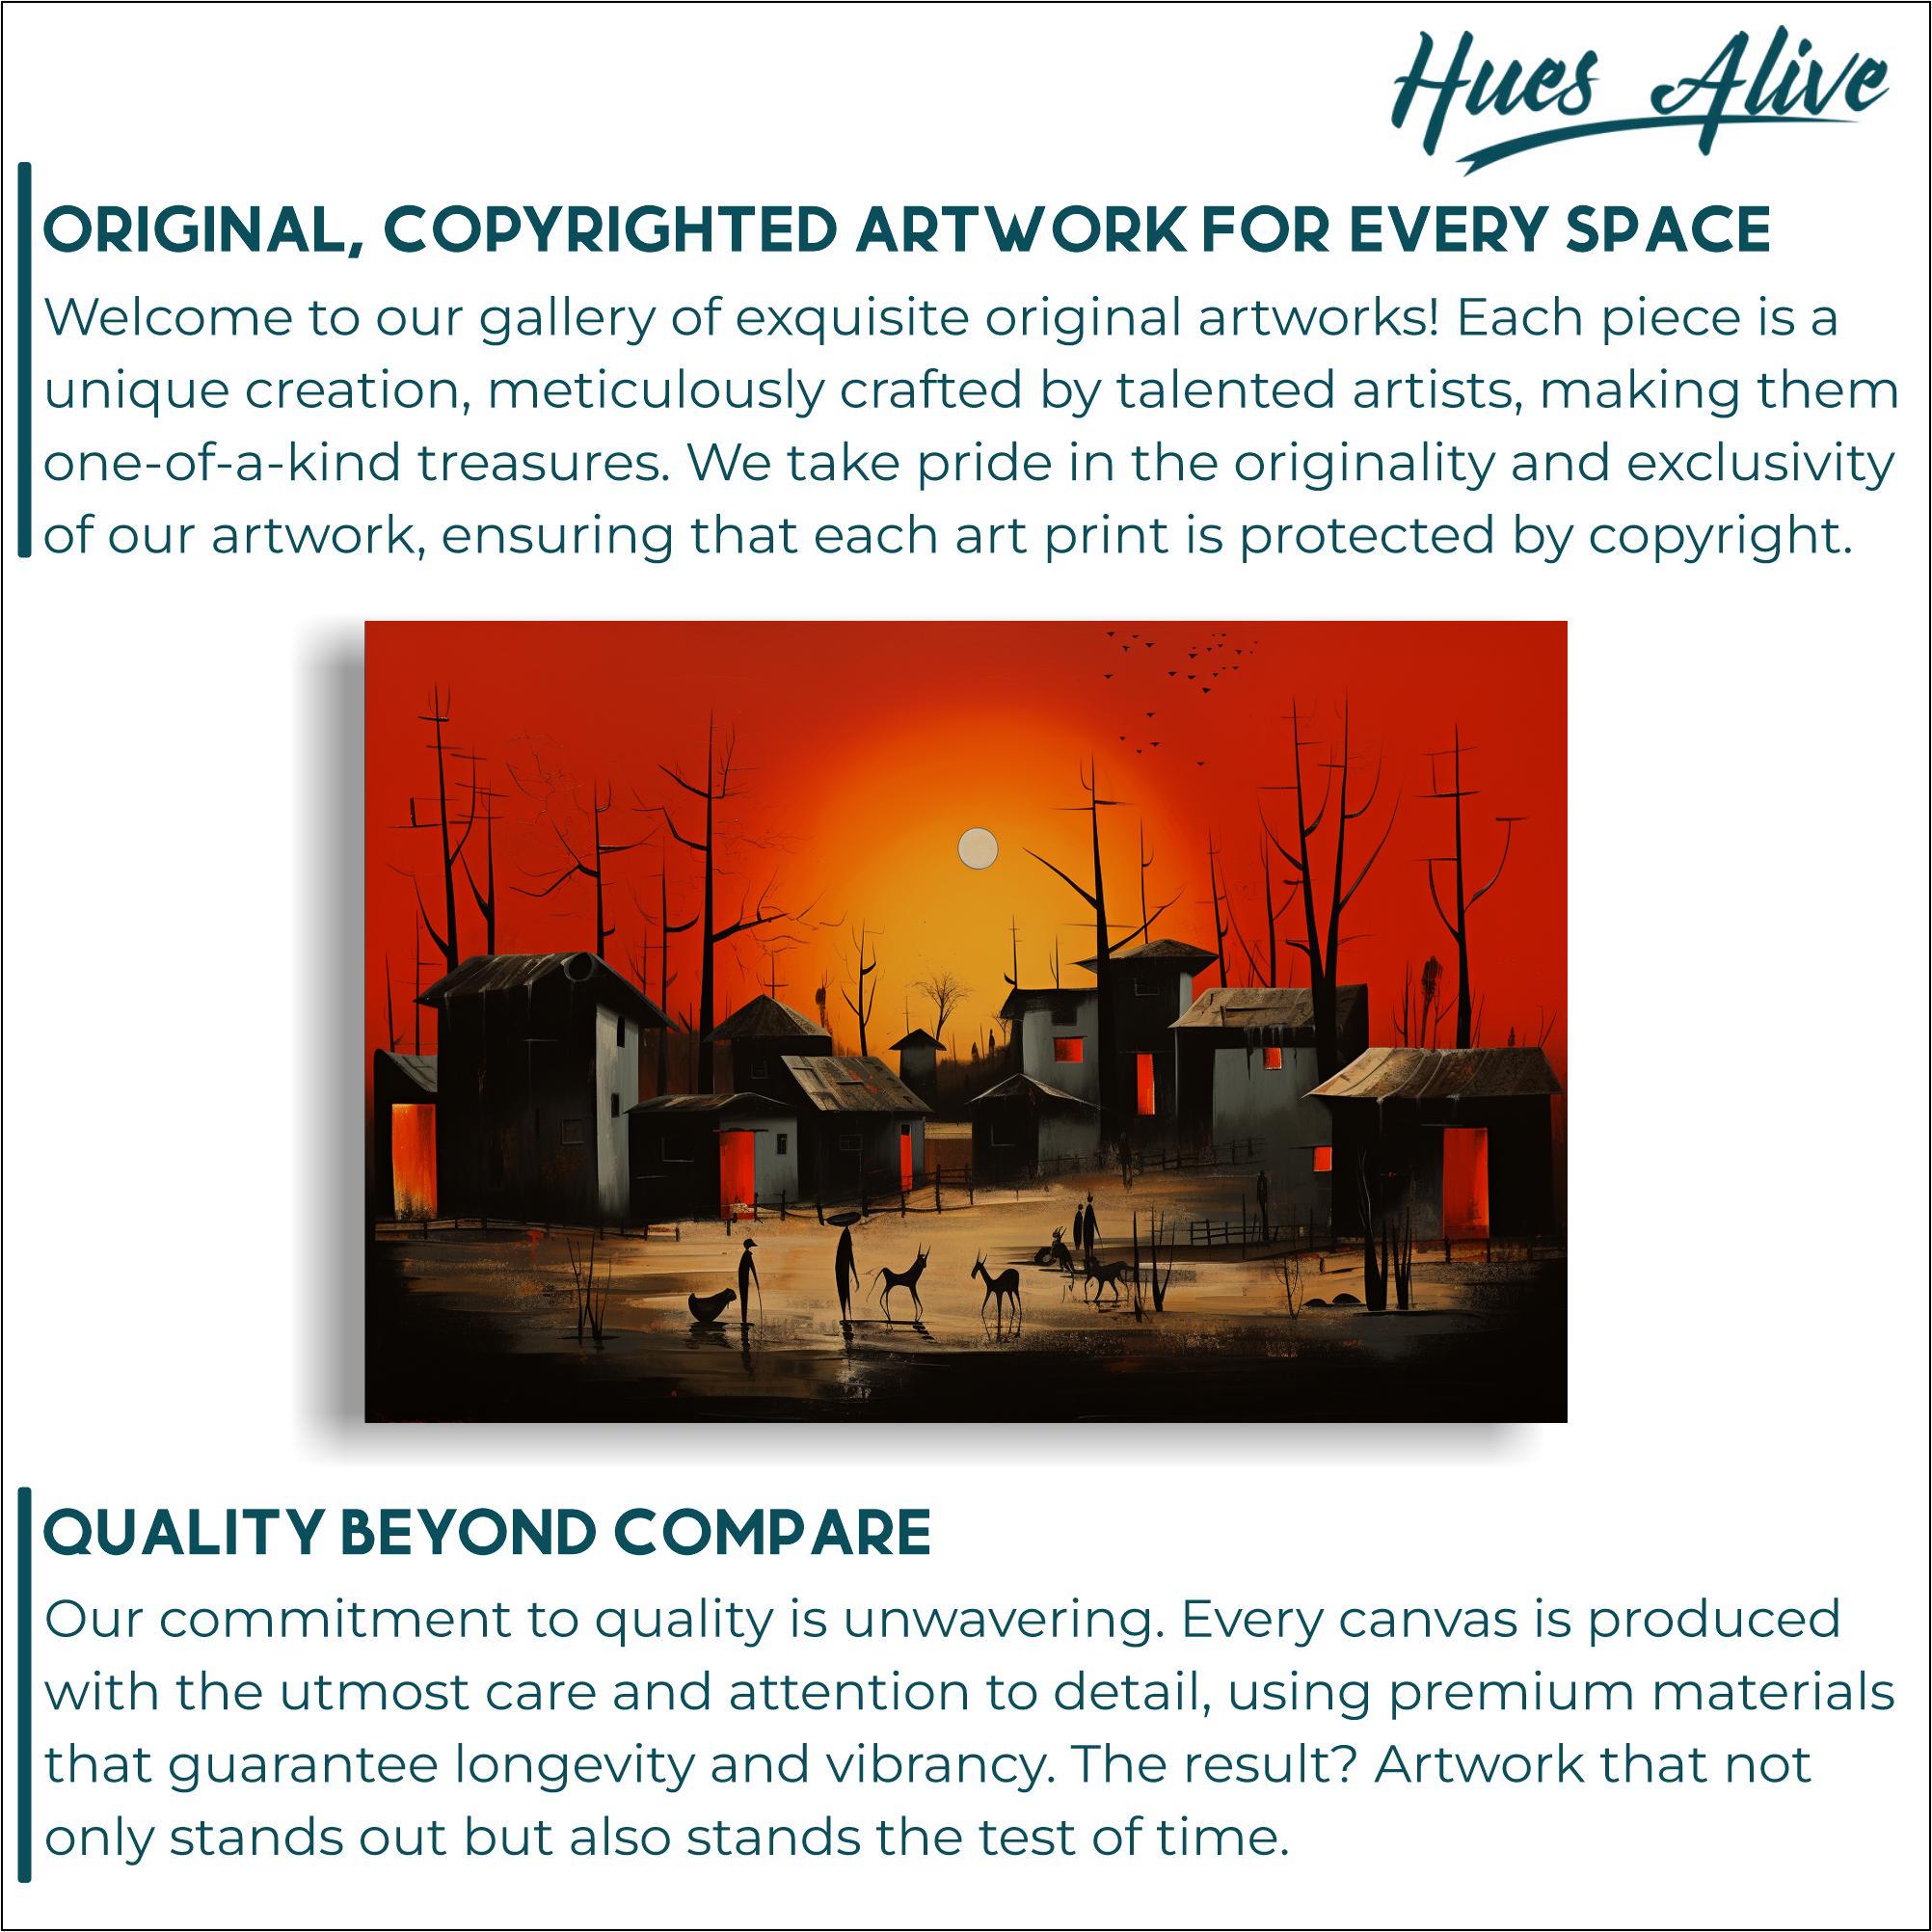 Hues Alive
ORIGINAL, COPYRIGHTED ARTWORK FOR EVERY SPACE
Welcome to our gallery of exquisite original artworks! Each piece is a
unique creation, meticulously crafted by talented artists, making them
one-of-a-kind treasures. We take pride in the originality and exclusivity
of our artwork, ensuring that each art print is protected by copyright.
QUALITY BEYOND COMPARE
Our commitment to quality is unwavering. Every canvas is produced
with the utmost care and attention to detail, using premium materials
that guarantee longevity and vibrancy. The result? Artwork that not
only stands out but also stands the test of time.